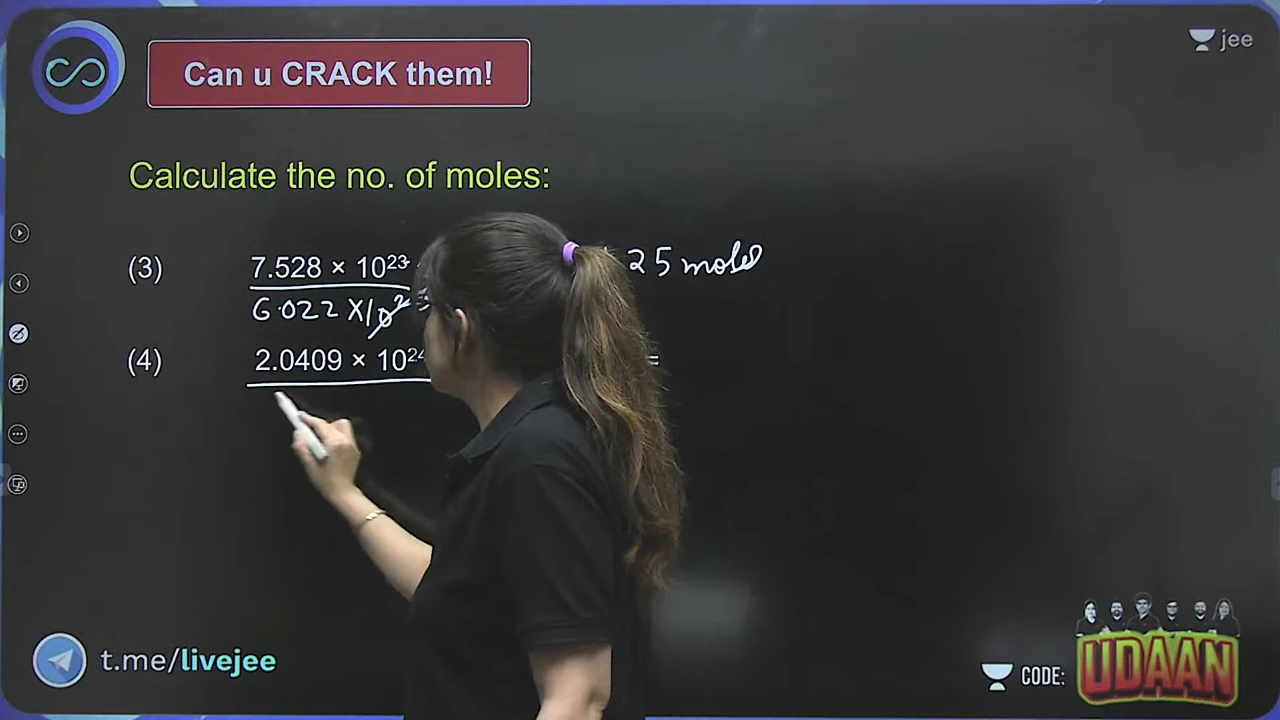 jee
Can u CRACK them!
Calculate the no. of moles:
(3) 7.528 × 10²³ 25 moles
6.022 X10²
(4) 2.0409 × 10²⁴ =
t.me/livejee
CODE: UDAAN